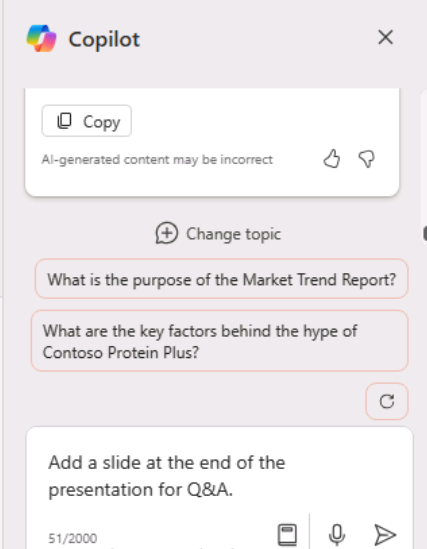 Copilot
Copy
AI-generated content may be incorrect
Change topic
What is the purpose of the Market Trend Report?
What are the key factors behind the hype of
Contoso Protein Plus?
Add a slide at the end of the
presentation for Q&A.
51/2000